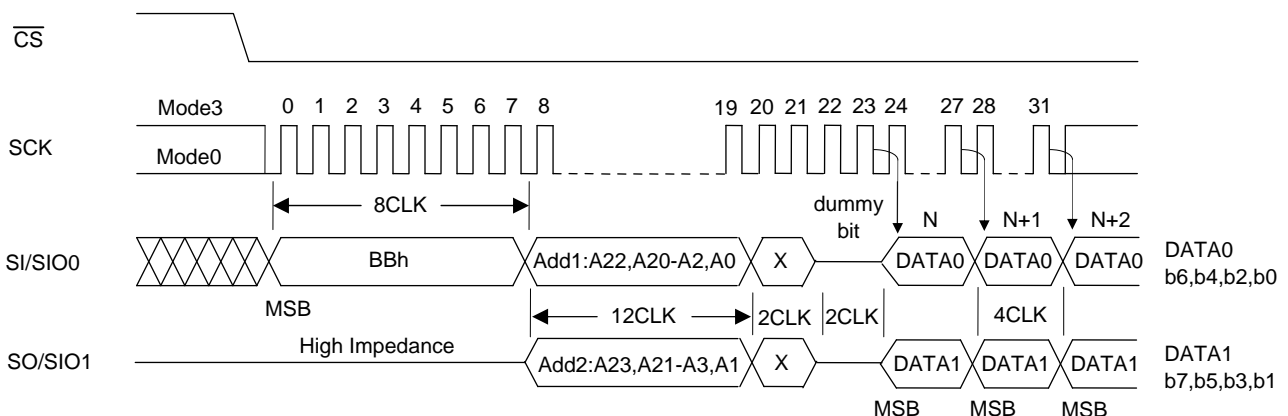 CS
Mode3
0 1 2 3 4 5 6 7 8 19 20 21 22 23 24 27 28 31
SCK
Mode0
8CLK
dummy
bit
N N+1 N+2
SI/SIO0
BBh
Add1:A22,A20-A2,A0
X
DATA0 DATA0 DATA0
DATA0
b6,b4,b2,b0
MSB
12CLK
2CLK 2CLK
4CLK
High Impedance
SO/SIO1
Add2:A23,A21-A3,A1
X
DATA1 DATA1 DATA1
DATA1
b7,b5,b3,b1
MSB MSB MSB